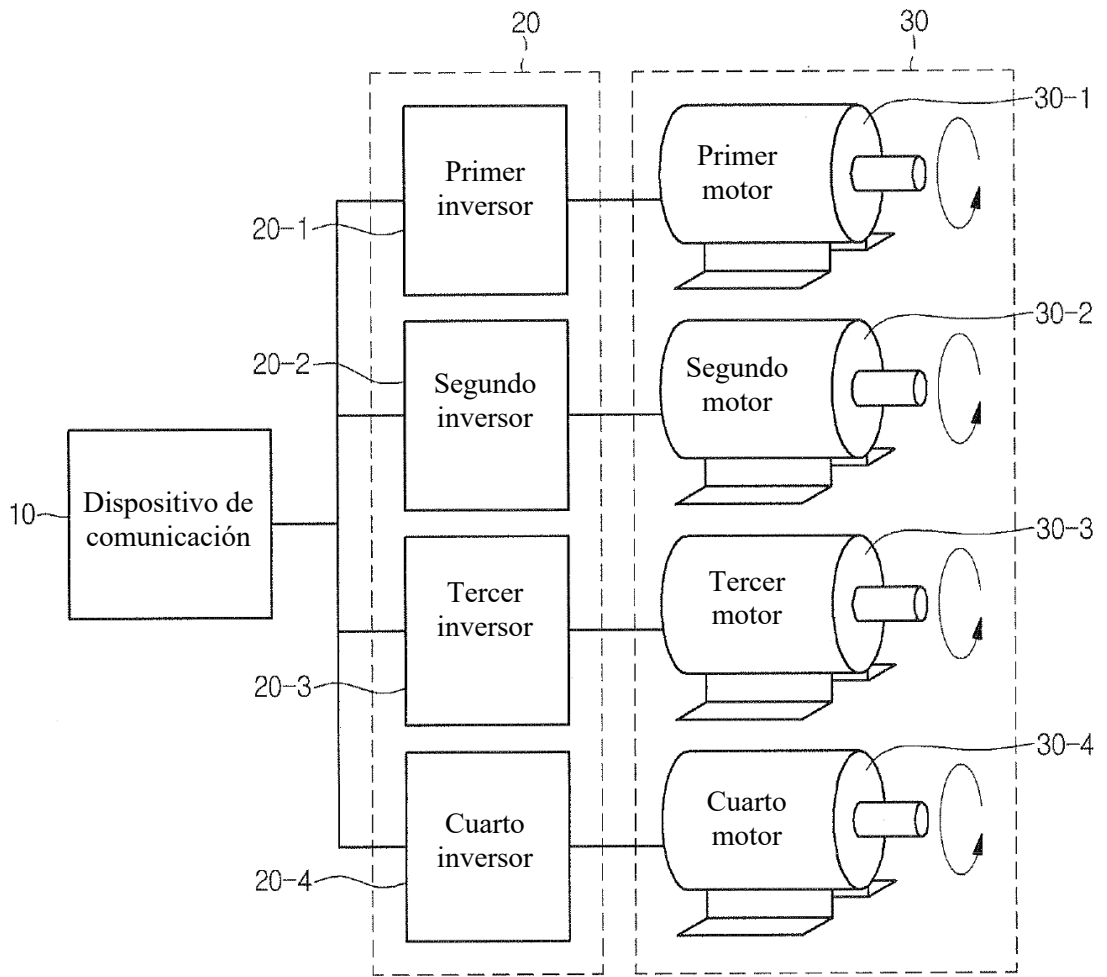 20
30
30-1
Primer
inversor
Primer
motor
20-1
30-2
20-2
Segundo
inversor
Segundo
motor
10
Dispositivo de
comunicación
30-3
Tercer
inversor
Tercer
motor
20-3
30-4
Cuarto
inversor
Cuarto
motor
20-4